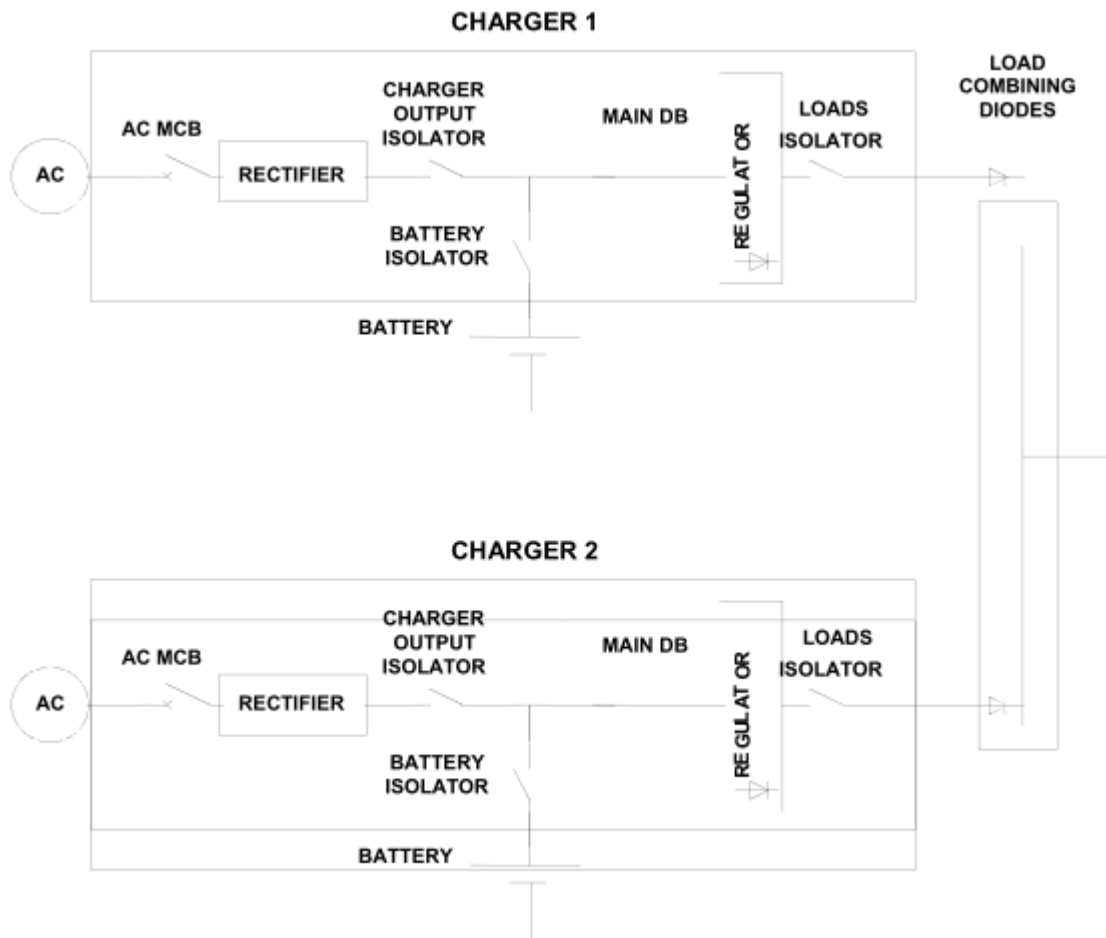 CHARGER 1
LOAD
COMBINING
DIODES
CHARGER
OUTPUT
ISOLATOR
AC MCB
MAIN DB
LOADS
ISOLATOR
AC
RECTIFIER
REGULATOR
BATTERY
ISOLATOR
BATTERY
CHARGER 2
CHARGER
OUTPUT
ISOLATOR
AC MCB
MAIN DB
LOADS
ISOLATOR
AC
RECTIFIER
REGULATOR
BATTERY
ISOLATOR
BATTERY